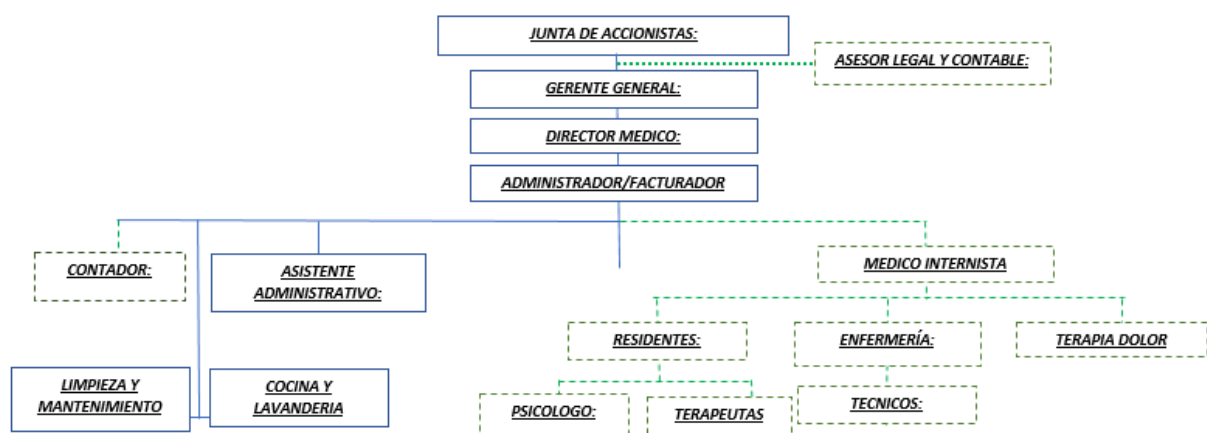 JUNTA DE ACCIONISTAS:
ASESOR LEGAL Y CONTABLE:
GERENTE GENERAL:
DIRECTOR MEDICO:
ADMINISTRADOR/FACTURADOR
CONTADOR:
ASISTENTE
ADMINISTRATIVO:
MEDICO INTERNISTA
RESIDENTES:
ENFERMERÍA:
TERAPIA DOLOR
LIMPIEZA Y
MANTENIMIENTO
COCINA Y
LAVANDERIA
PSICOLOGO:
TERAPEUTAS
TECNICOS: